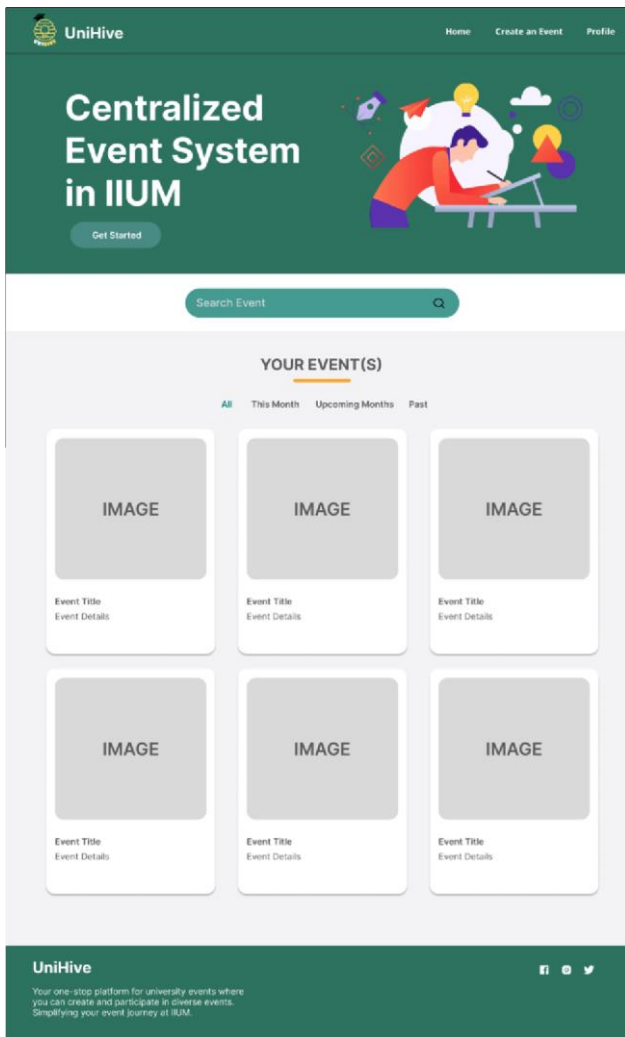 UniHive
Home Create an Event Profile
Centralized
Event System
in IIUM
Get Started
Search Event
YOUR EVENT(S)
All This Month Upcoming Months Past
IMAGE IMAGE IMAGE
Event Title Event Title Event Title
Event Details Event Details Event Details
IMAGE IMAGE IMAGE
Event Title Event Title Event Title
Event Details Event Details Event Details
UniHive
Your one-stop platform for university events where
you can create and participate in diverse events.
Simplifying your event journey at IIUM.